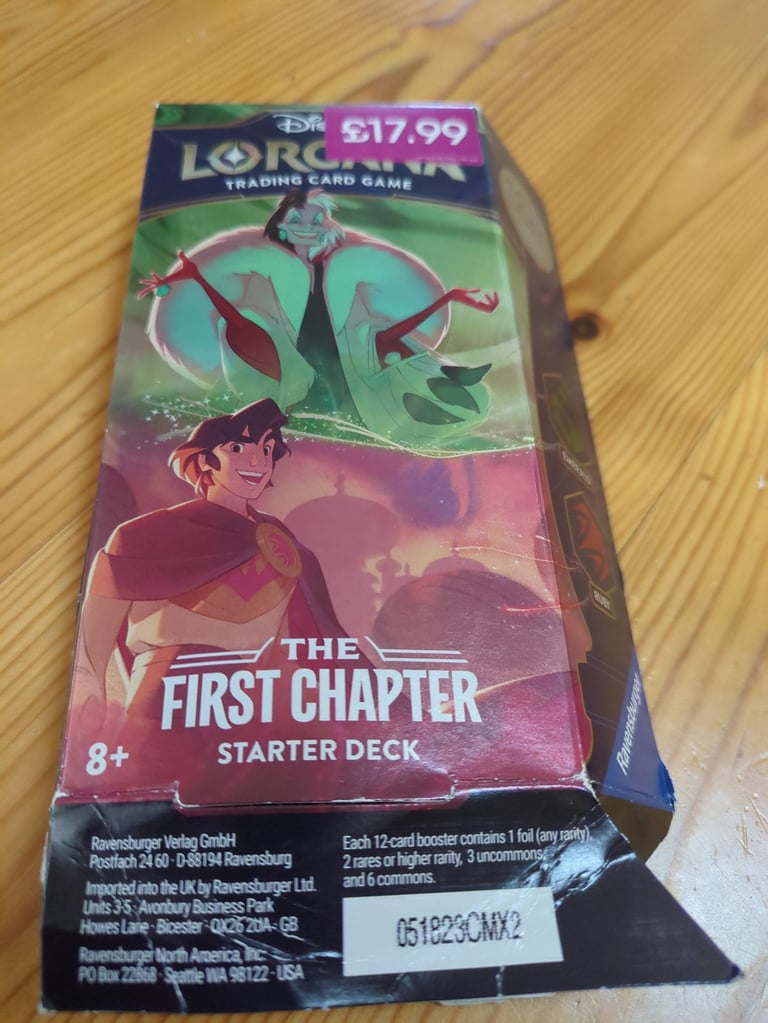 Dis
£17.99
LORCANA
TRADING CARD GAME
EMERALD
RUBY
THE
FIRST CHAPTER
STARTER DECK
8+
Ravensburger
Ravensburger Verlag GmbH
Postfach 24 60 · D-88194 Ravensburg
Imported into the UK by Ravensburger Ltd.
Units 3-5 · Avonbury Business Park
Howes Lane · Bicester · OX26 2UA · GB
Ravensburger North America, Inc.
PO Box 22868 · Seattle WA 98122 · USA
Each 12-card booster contains 1 foil (any rarity),
2 rares or higher rarity, 3 uncommons,
and 6 commons.
051823CMX2